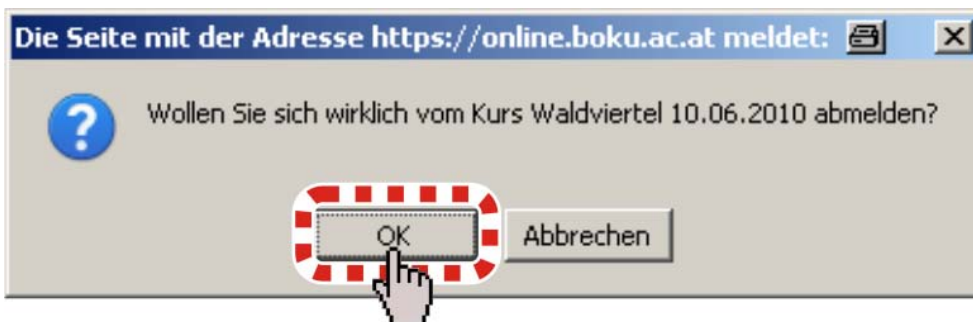 Die Seite mit der Adresse https://online.boku.ac.at meldet:
Wollen Sie sich wirklich vom Kurs Waldviertel 10.06.2010 abmelden?
OK Abbrechen